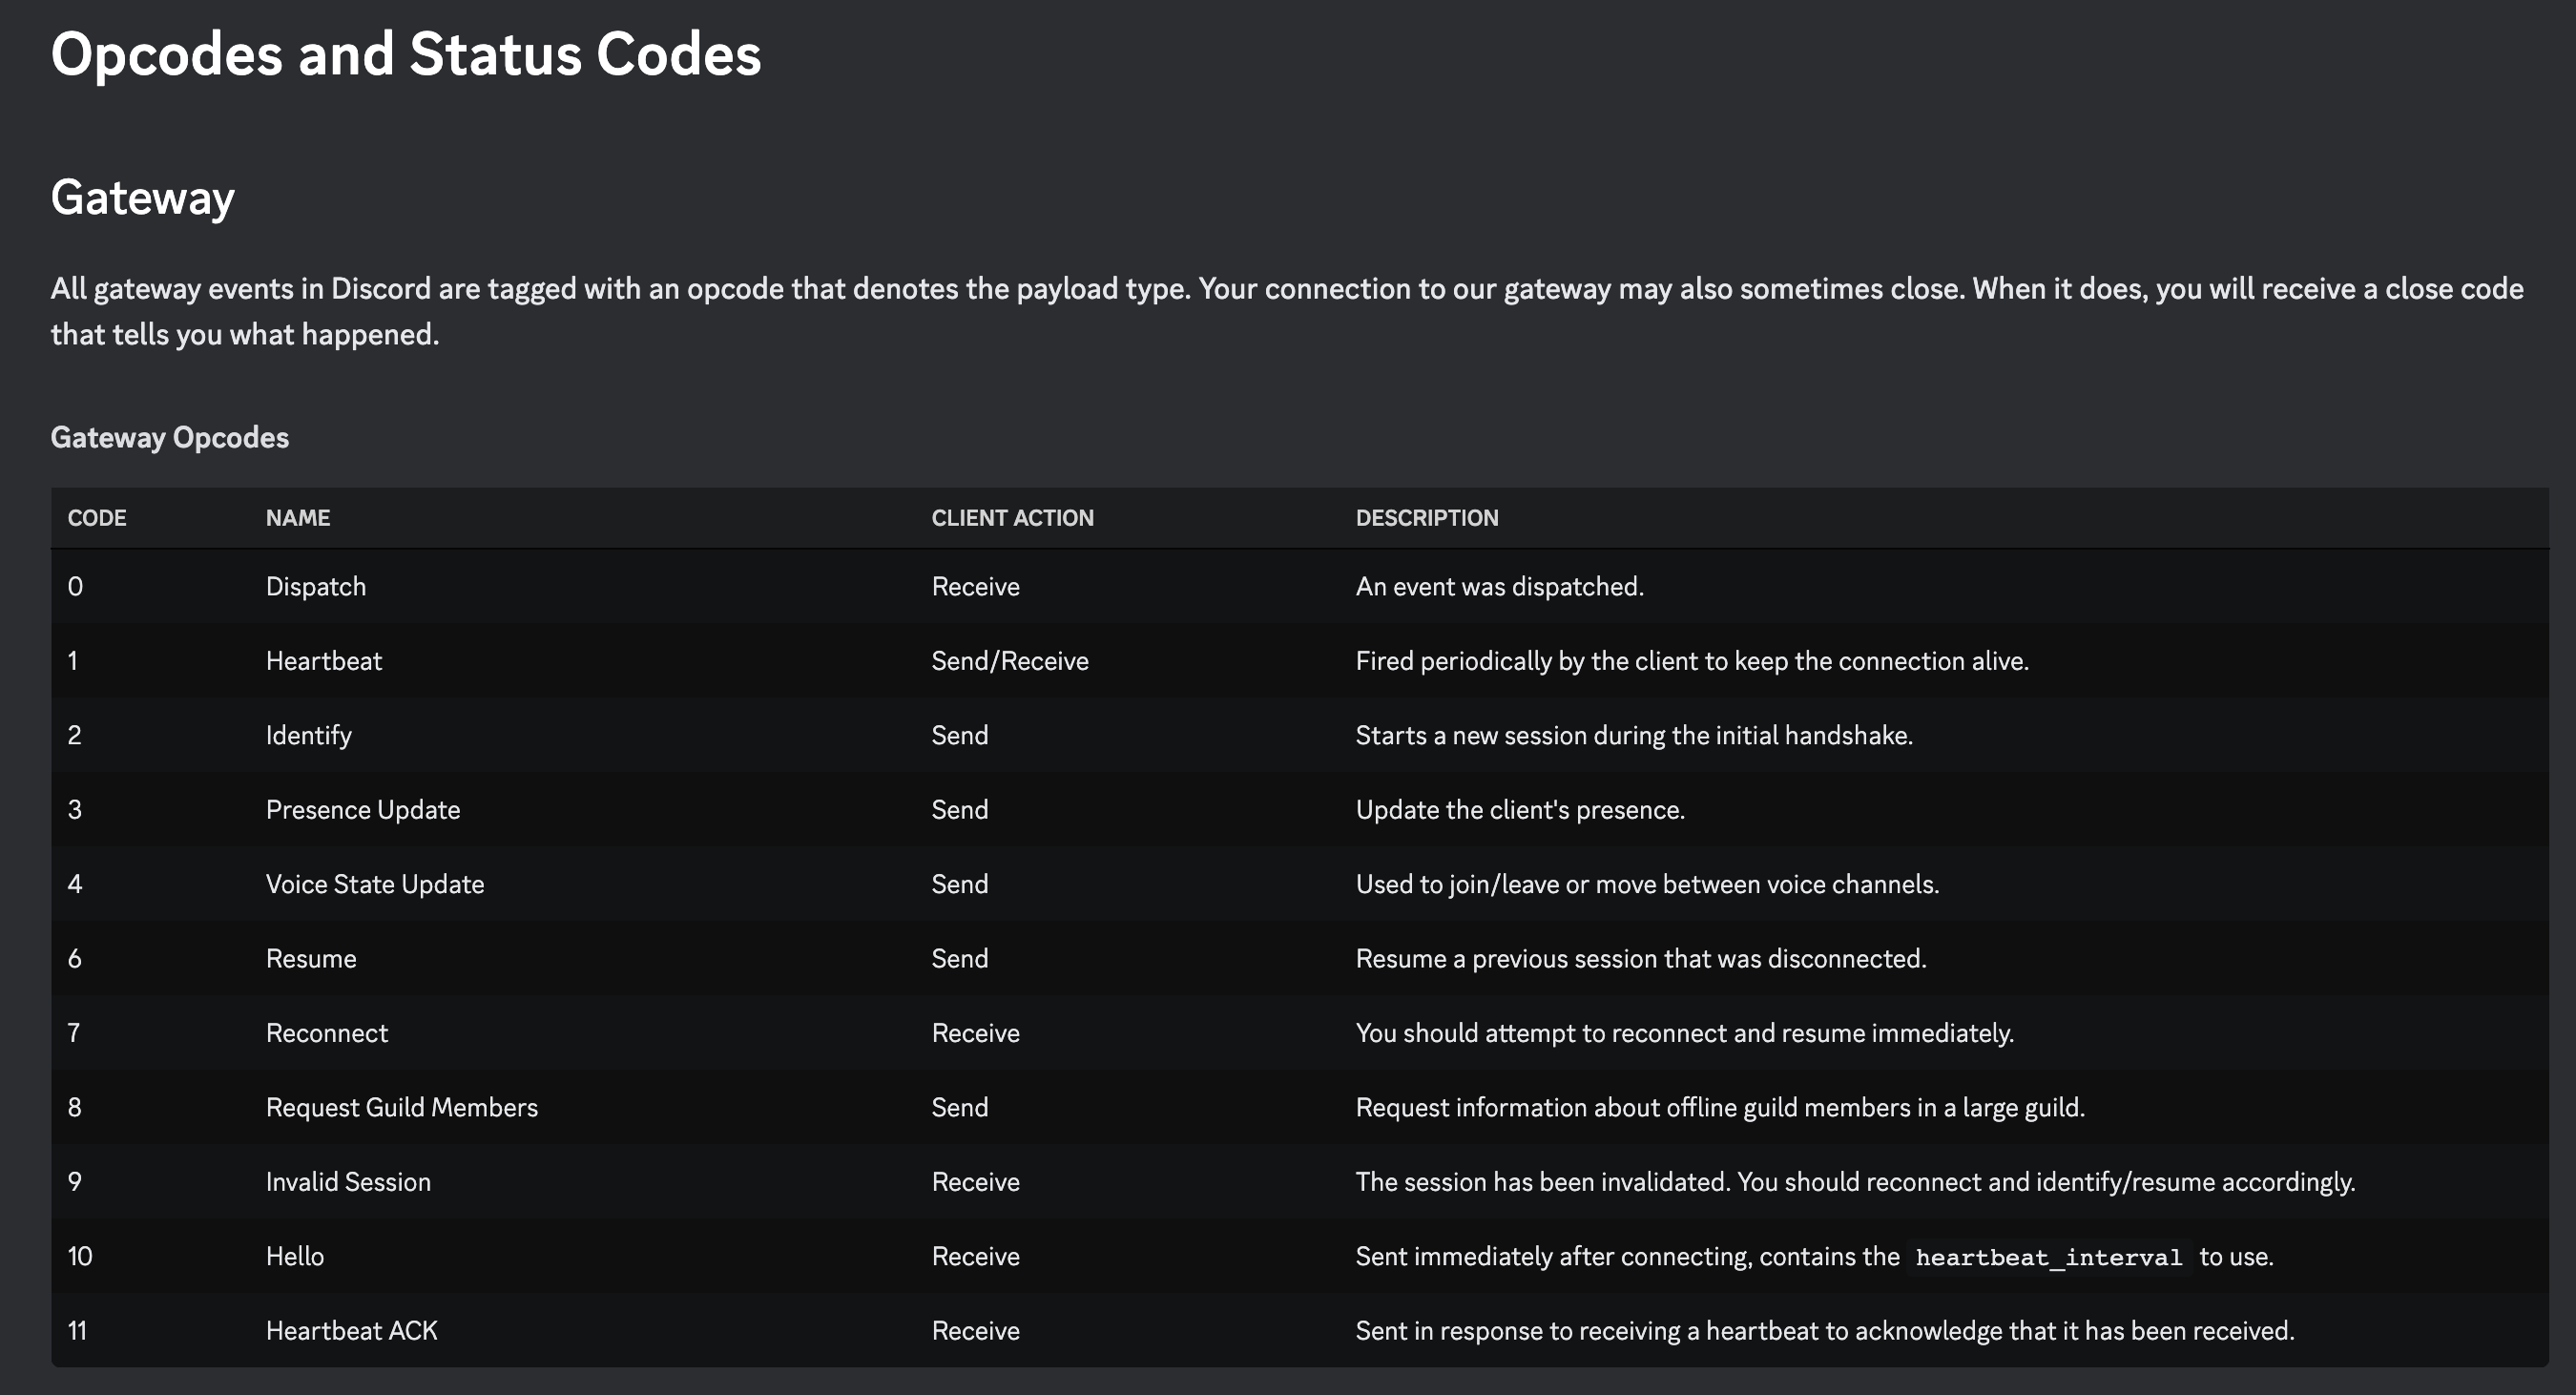 Opcodes and Status Codes
Gateway
All gateway events in Discord are tagged with an opcode that denotes the payload type. Your connection to our gateway may also sometimes close. When it does, you will receive a close code
that tells you what happened.
Gateway Opcodes
CODE NAME CLIENT ACTION DESCRIPTION
0 Dispatch Receive An event was dispatched.
1 Heartbeat Send/Receive Fired periodically by the client to keep the connection alive.
2 Identify Send Starts a new session during the initial handshake.
3 Presence Update Send Update the client's presence.
4 Voice State Update Send Used to join/leave or move between voice channels.
6 Resume Send Resume a previous session that was disconnected.
7 Reconnect Receive You should attempt to reconnect and resume immediately.
8 Request Guild Members Send Request information about offline guild members in a large guild.
9 Invalid Session Receive The session has been invalidated. You should reconnect and identify/resume accordingly.
10 Hello Receive Sent immediately after connecting, contains the heartbeat_interval to use.
11 Heartbeat ACK Receive Sent in response to receiving a heartbeat to acknowledge that it has been received.